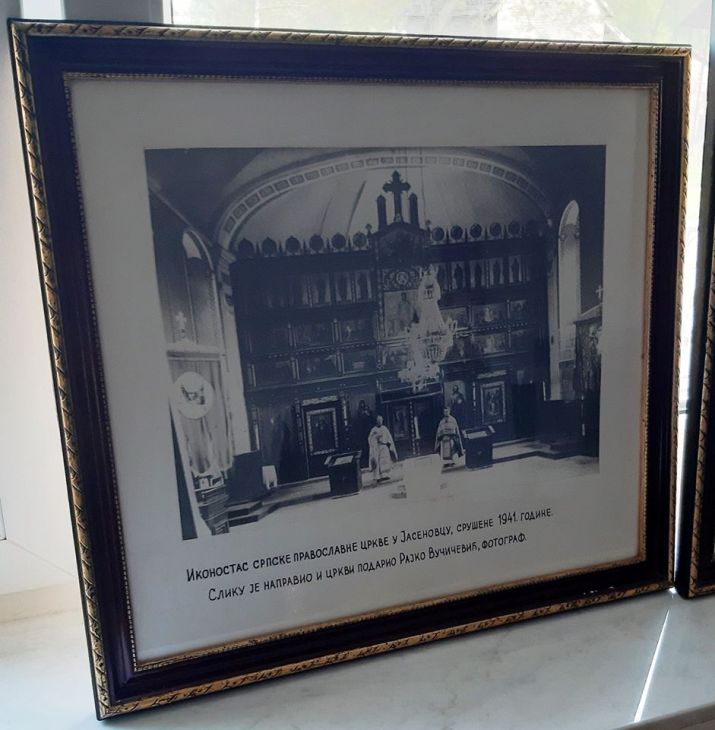 Иконостас српске православне цркве у Јасеновцу, срушене 1941. године.
Слику је направио и цркви подарио Рајко Вучичевић, фотограф.